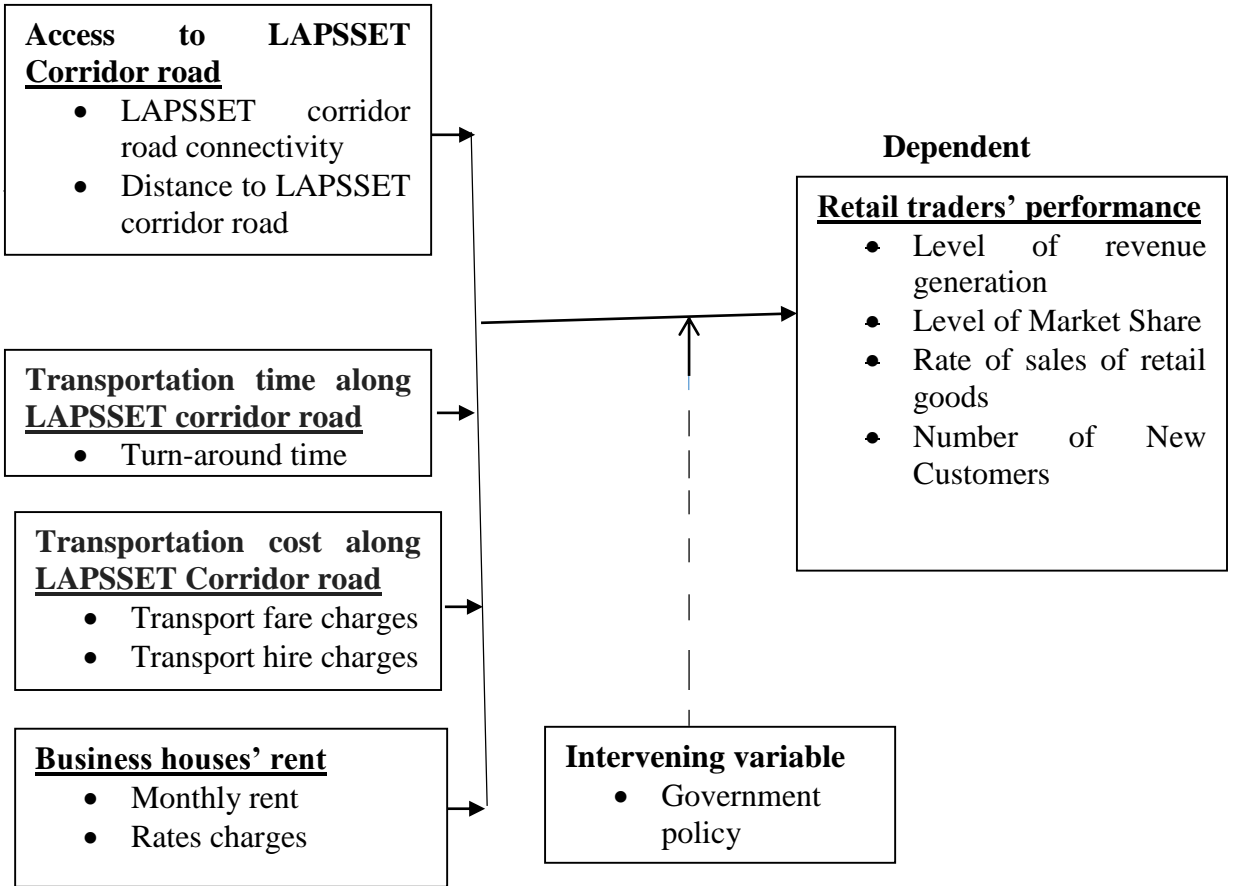 Access to LAPSSET
Corridor road
• LAPSSET corridor
road connectivity
• Distance to LAPSSET
corridor road
Transportation time along
LAPSSET corridor road
• Turn-around time
Transportation cost along
LAPSSET Corridor road
• Transport fare charges
• Transport hire charges
Business houses’ rent
• Monthly rent
• Rates charges
Intervening variable
• Government
policy
Dependent
Retail traders’ performance
• Level of revenue
generation
• Level of Market Share
• Rate of sales of retail
goods
• Number of New
Customers